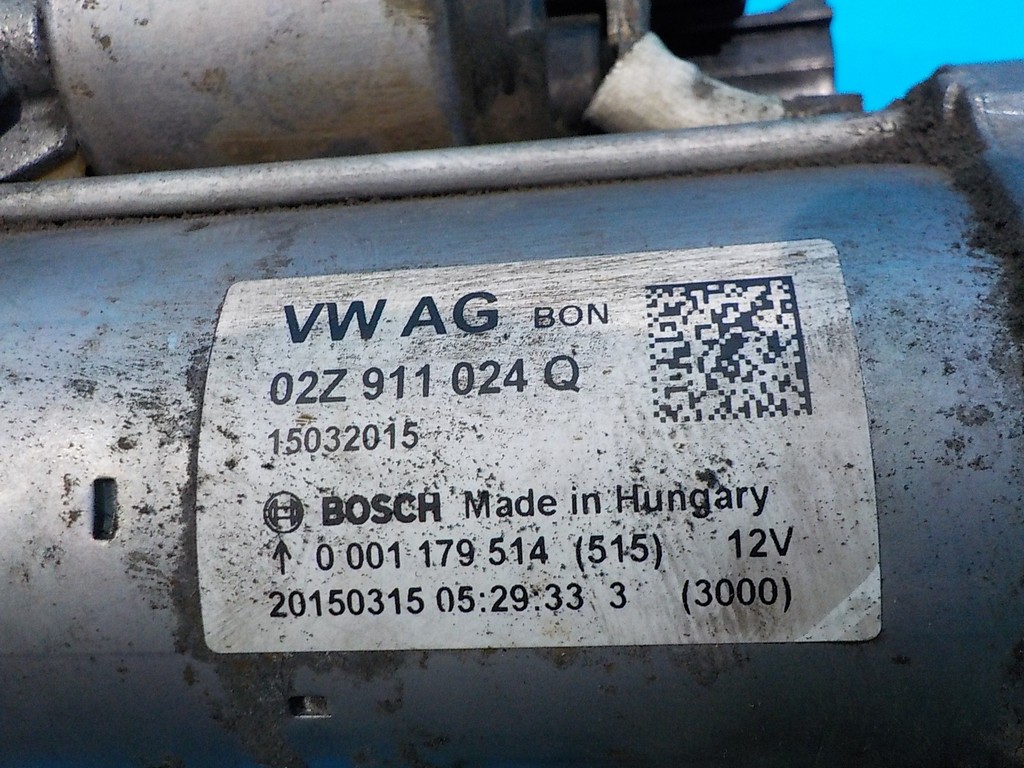 VW AG BON
02Z 911 024 Q
15032015
BOSCH Made in Hungary
↑ 0 001 179 514 (515) 12V
20150315 05:29:33 3 (3000)